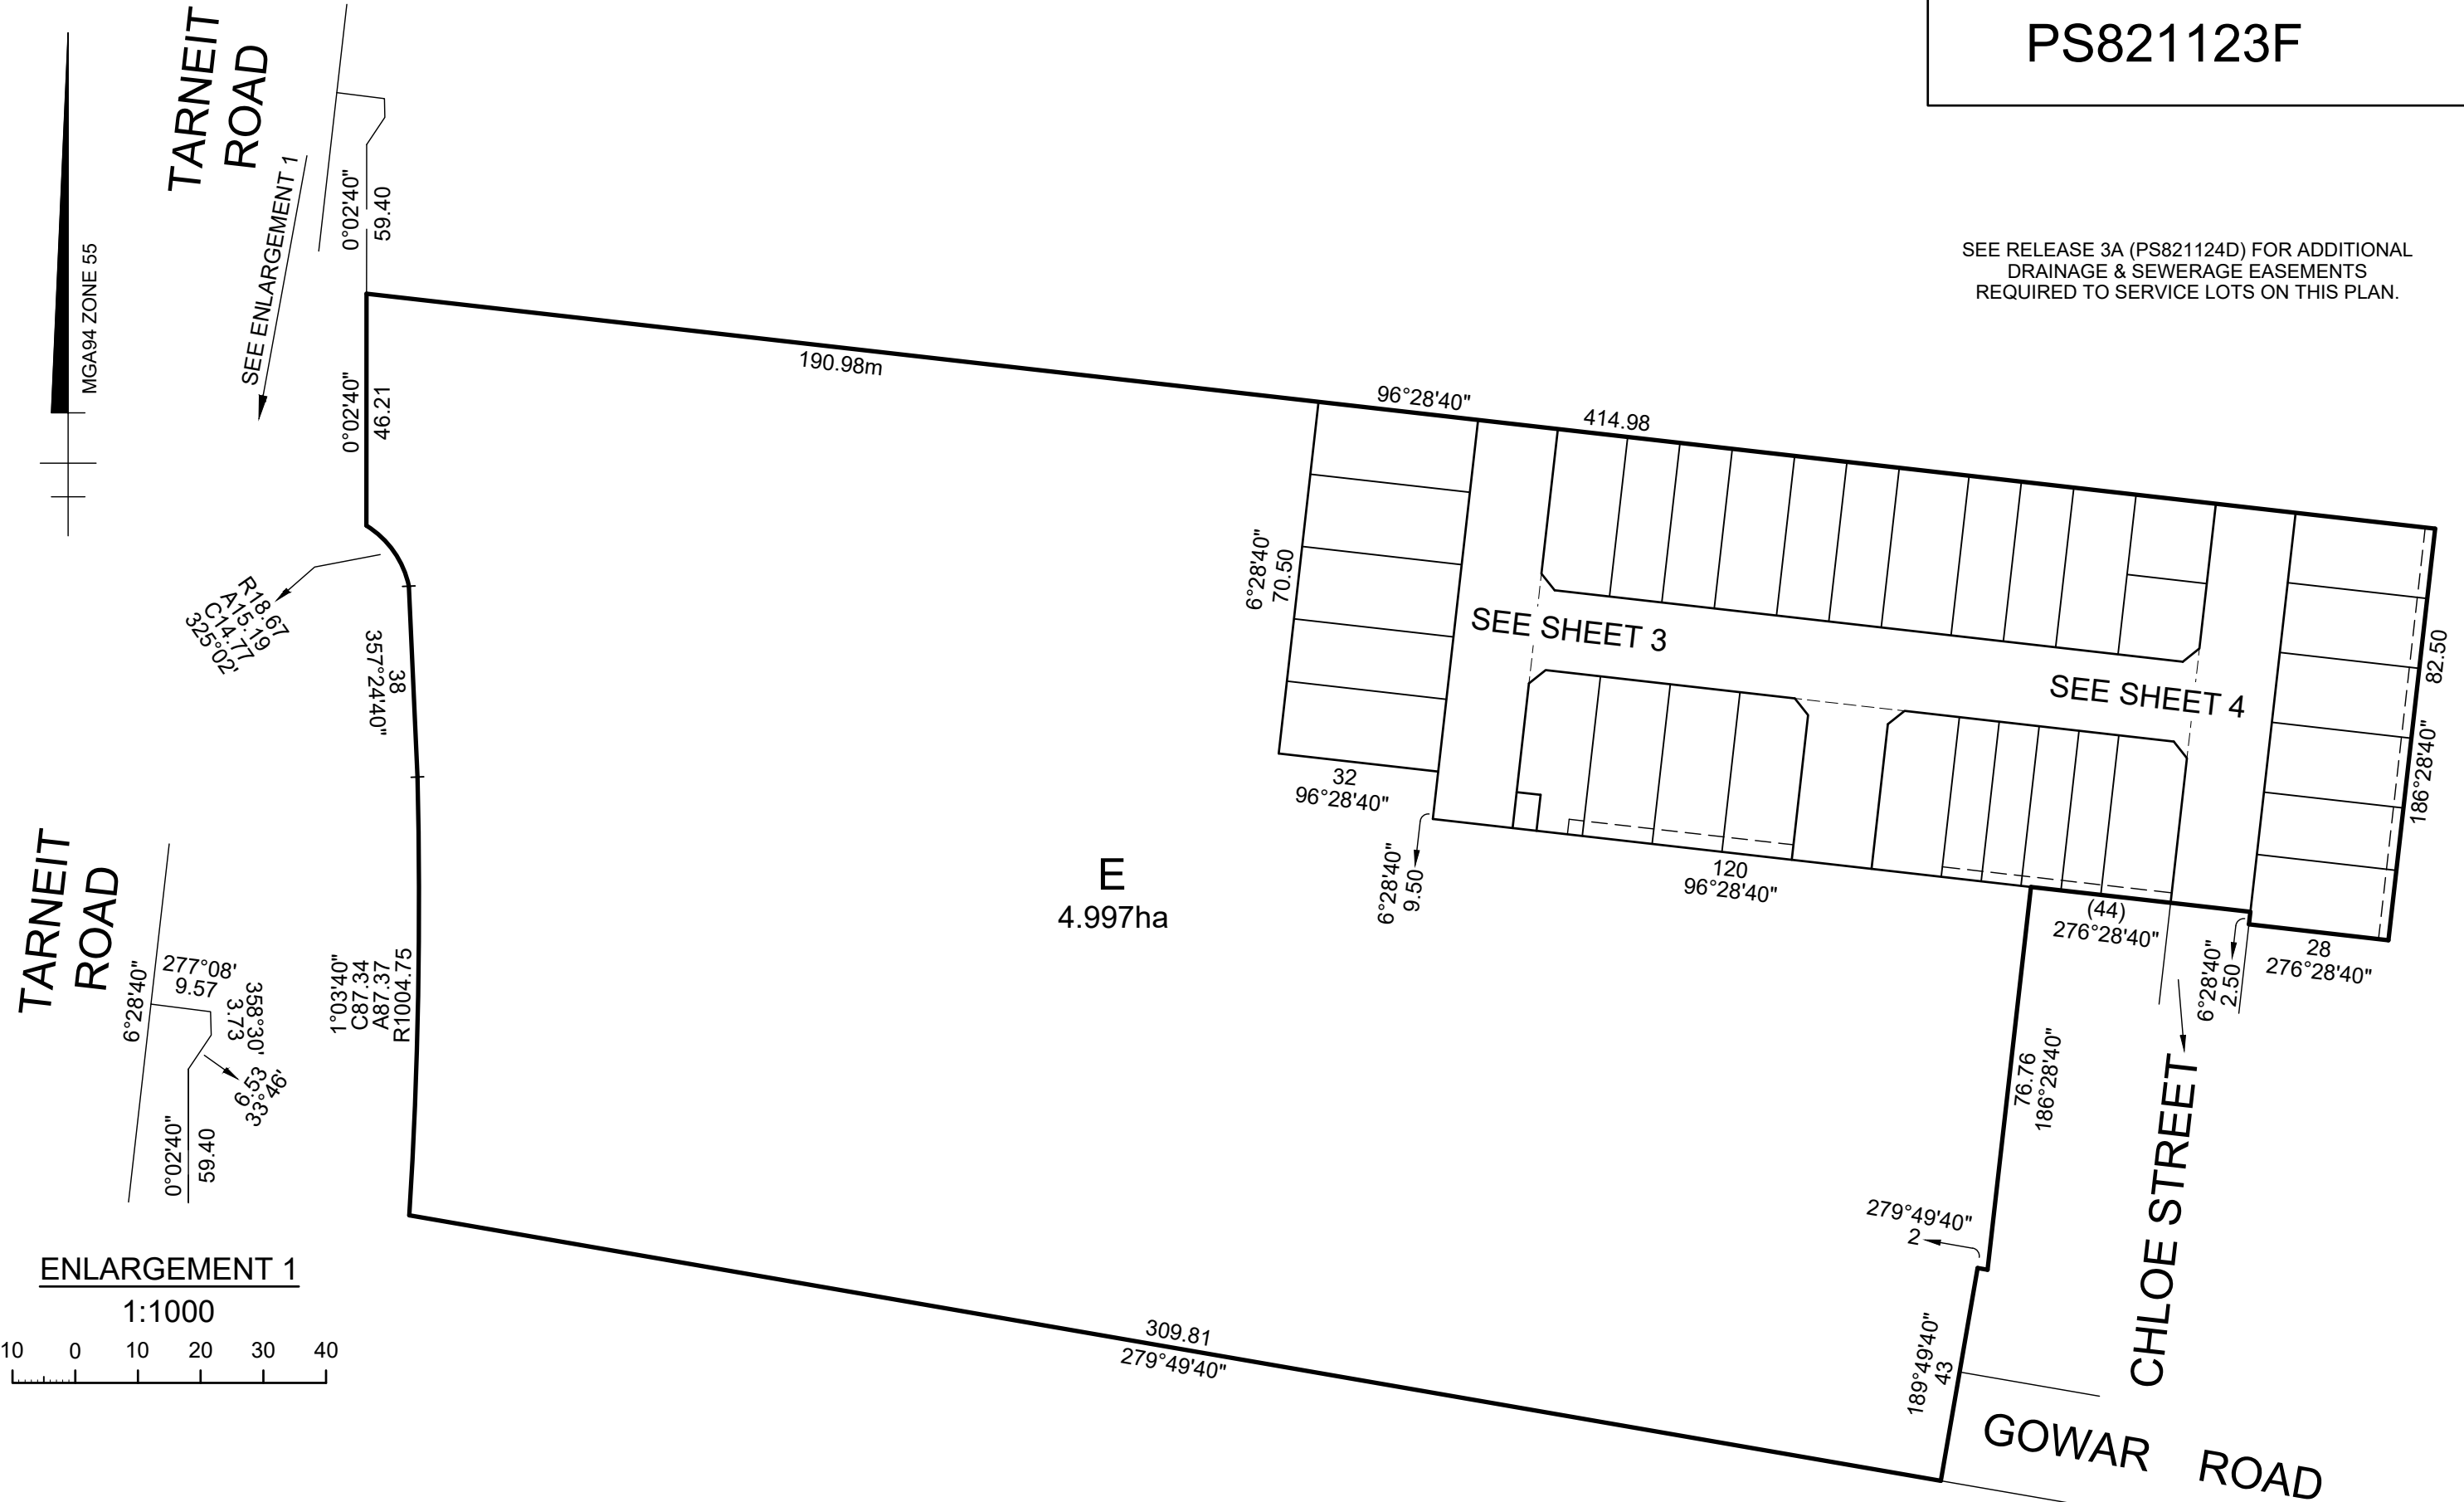 PS821123F
TARNEIT
ROAD
SEE ENLARGEMENT 1
0°02'40"
59.40
MGA94 ZONE 55
SEE RELEASE 3A (PS821124D) FOR ADDITIONAL
DRAINAGE & SEWERAGE EASEMENTS
REQUIRED TO SERVICE LOTS ON THIS PLAN.
190.98m
96°28'40"
414.98
0°02'40"
46.21
R18.67
A15.19
C14.77
325°02'
38
357°24'40"
6°28'40"
70.50
SEE SHEET 3
SEE SHEET 4
82.50
186°28'40"
32
96°28'40"
6°28'40"
9.50
120
96°28'40"
(44)
276°28'40"
6°28'40"
2.50
28
276°28'40"
E
4.997ha
1°03'40"
C87.34
A87.37
R1004.75
TARNEIT
ROAD
6°28'40"
277°08'
9.57
358°30'
3.73
6.53
33°46'
0°02'40"
59.40
76.76
186°28'40"
CHLOE STREET
279°49'40"
2
189°49'40"
43
309.81
279°49'40"
GOWAR ROAD
ENLARGEMENT 1
1:1000
10 0 10 20 30 40